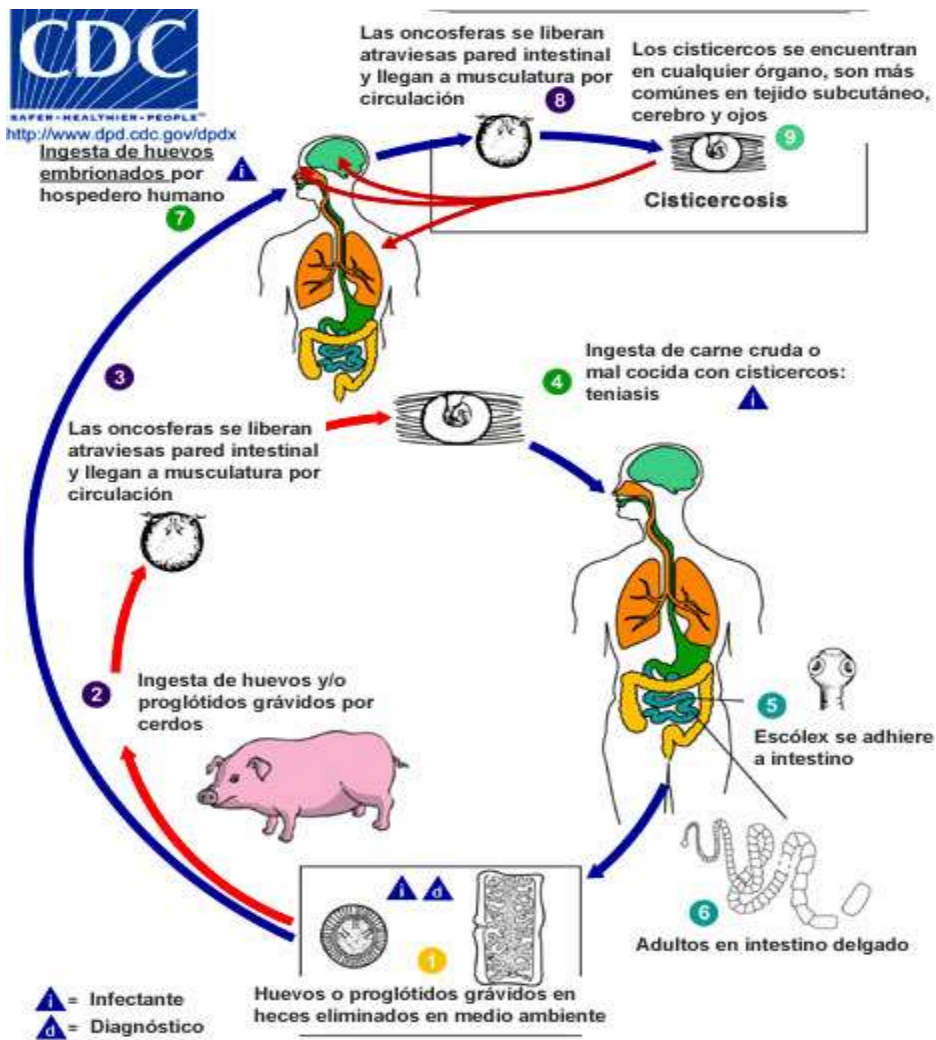 CDC
SAFER • HEALTHIER • PEOPLE™
http://www.dpd.cdc.gov/dpdx
Las oncosferas se liberan
atraviesas pared intestinal
y llegan a musculatura por
circulación
8
Los cisticercos se encuentran
en cualquier órgano, son más
comúnes en tejido subcutáneo,
cerebro y ojos
9
Cisticercosis
Ingesta de huevos
embrionados por
hospedero humano
i
7
3
Las oncosferas se liberan
atraviesas pared intestinal
y llegan a musculatura por
circulación
4
Ingesta de carne cruda o
mal cocida con cisticercos:
teniasis
i
2
Ingesta de huevos y/o
proglótidos grávidos por
cerdos
5
Escólex se adhiere
a intestino
6
Adultos en intestino delgado
i d
1
Huevos o proglótidos grávidos en
heces eliminados en medio ambiente
i = Infectante
d = Diagnóstico